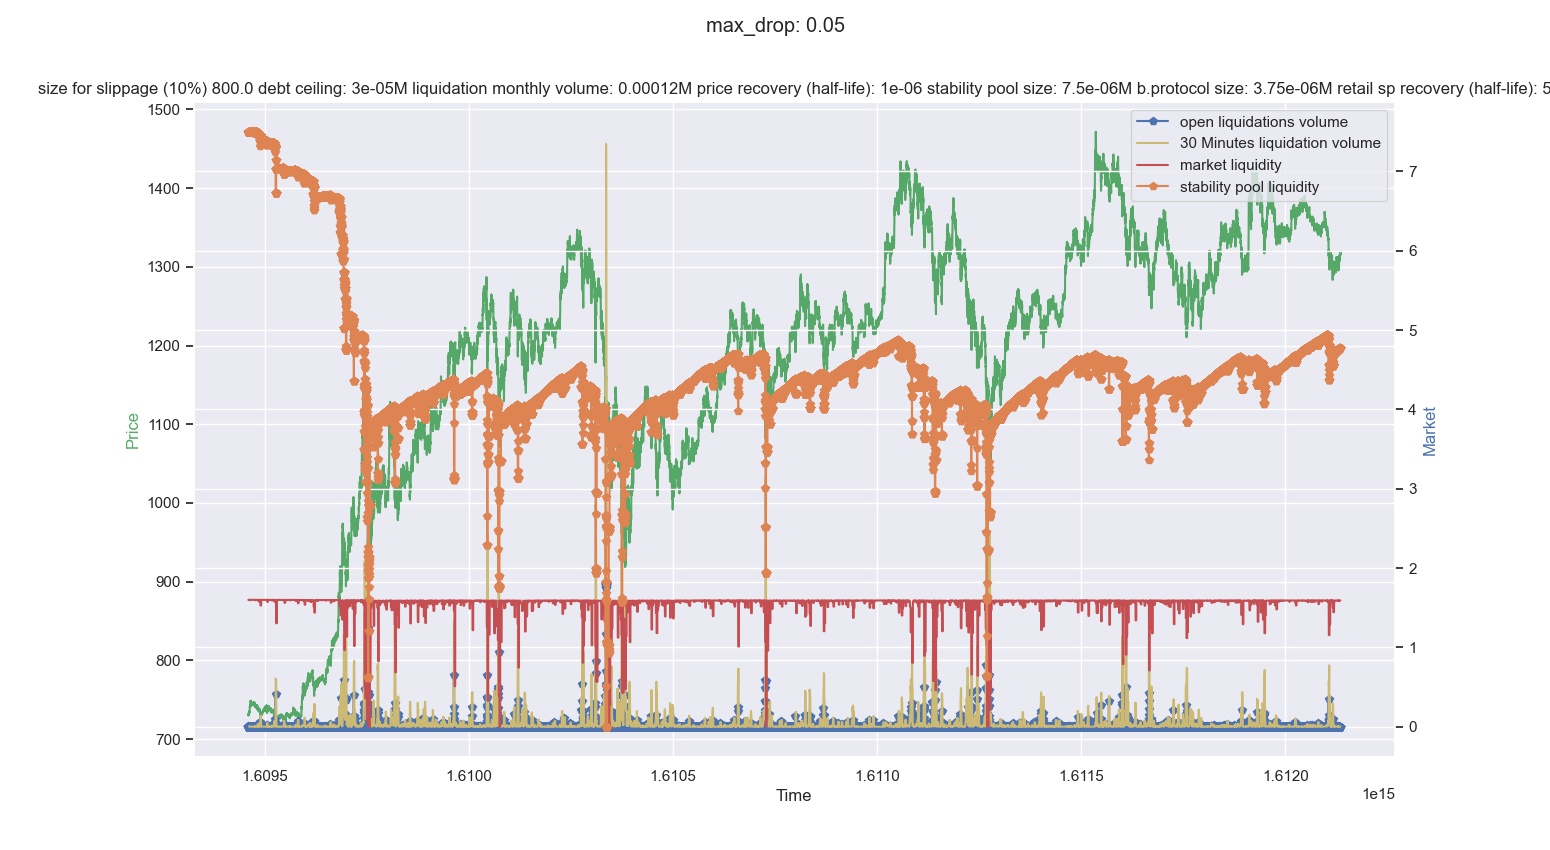 max_drop: 0.05
size for slippage (10%) 800.0 debt ceiling: 3e-05M liquidation monthly volume: 0.00012M price recovery (half-life): 1e-06 stability pool size: 7.5e-06M b.protocol size: 3.75e-06M retail sp recovery (half-life): 5
open liquidations volume
30 Minutes liquidation volume
market liquidity
stability pool liquidity
Price
1500
1400
1300
1200
1100
1000
900
800
700
Market
7
6
5
4
3
2
1
0
1.6095 1.6100 1.6105 1.6110 1.6115 1.6120
Time
1e15